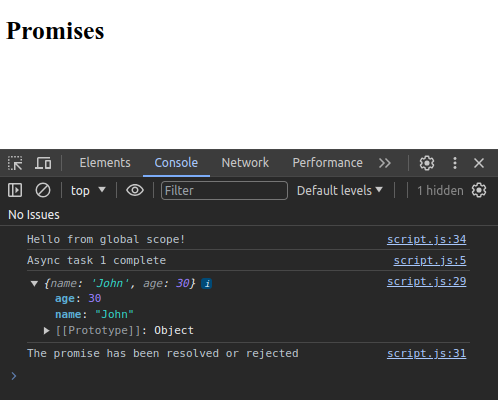 Promises
Elements Console Network Performance
top Filter Default levels 1 hidden
No Issues
Hello from global scope! script.js:34
Async task 1 complete script.js:5
{name: 'John', age: 30} i script.js:29
age: 30
name: "John"
[[Prototype]]: Object
The promise has been resolved or rejected script.js:31